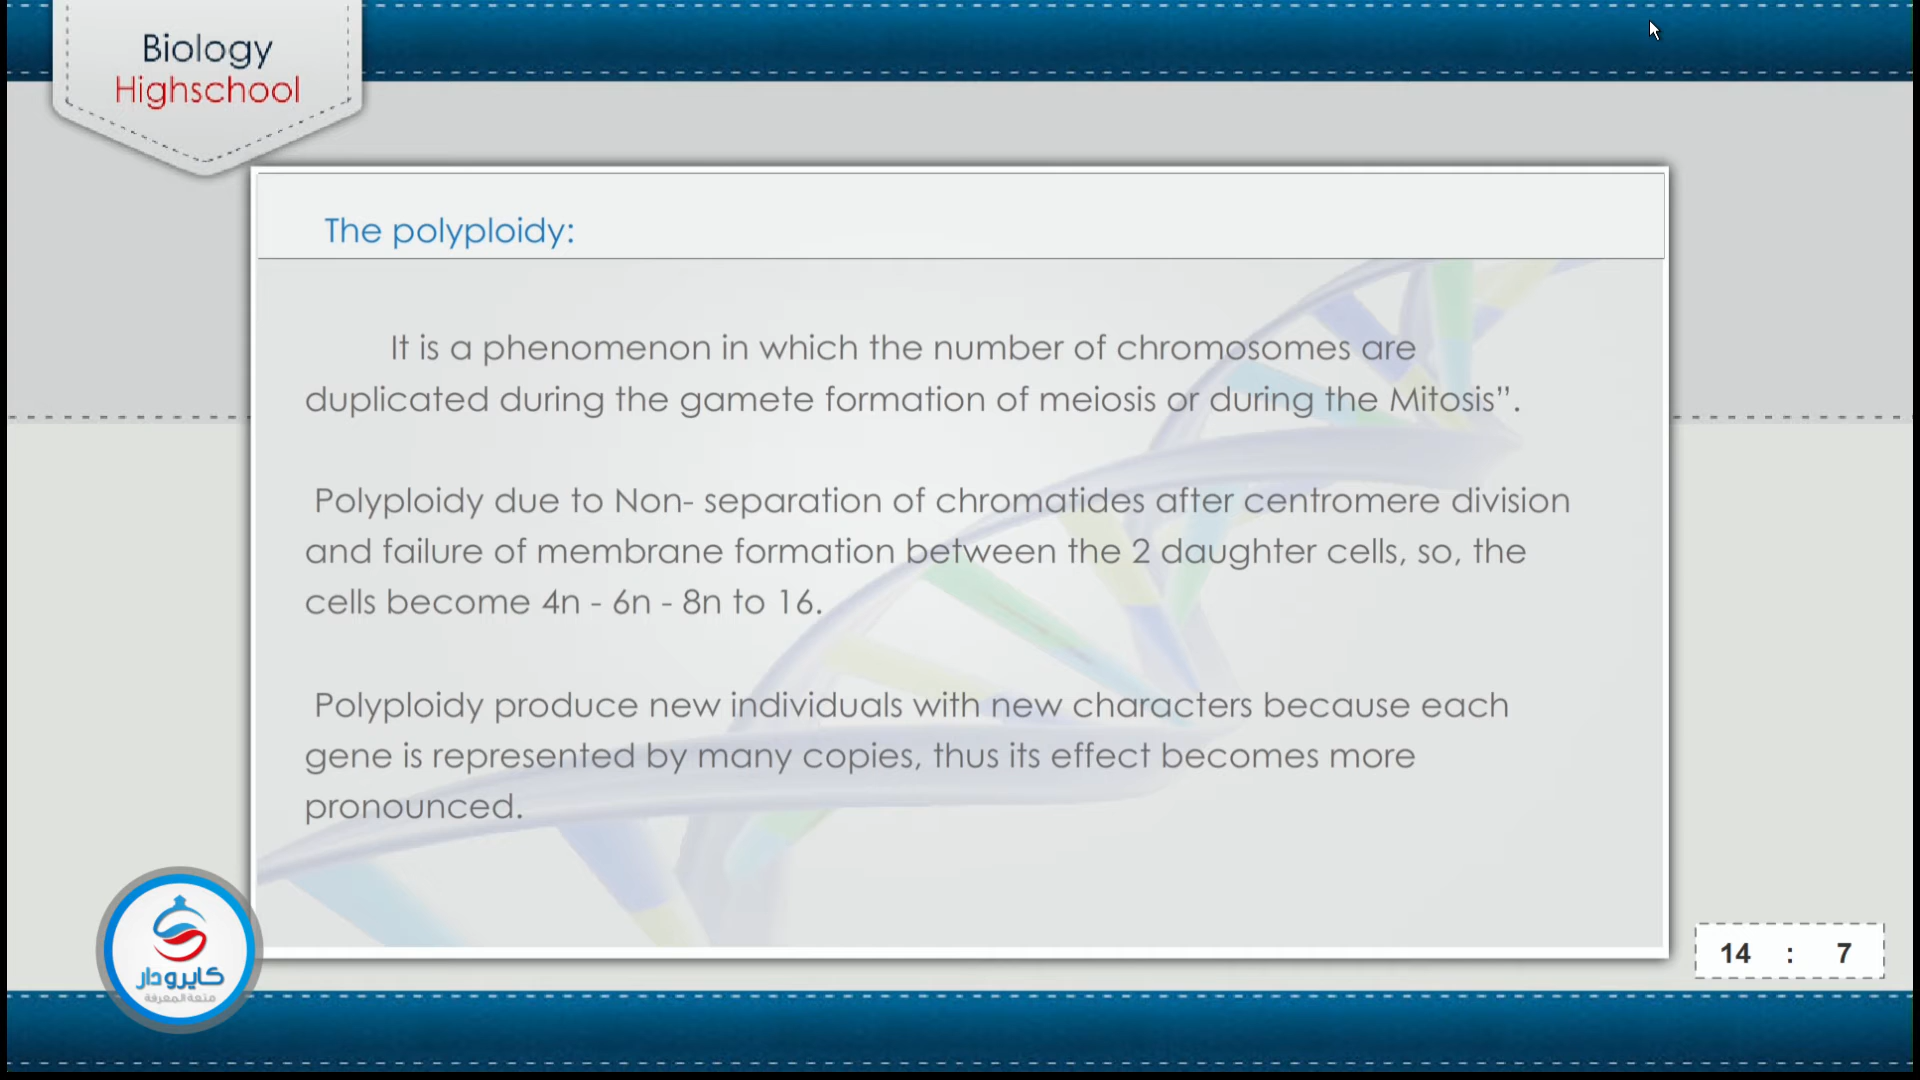 Biology
Highschool
The polyploidy:
It is a phenomenon in which the number of chromosomes are
duplicated during the gamete formation of meiosis or during the Mitosis”.
Polyploidy due to Non- separation of chromatides after centromere division
and failure of membrane formation between the 2 daughter cells, so, the
cells become 4n - 6n - 8n to 16.
Polyploidy produce new individuals with new characters because each
gene is represented by many copies, thus its effect becomes more
pronounced.
كايرودار
متعة المعرفة
14 : 7